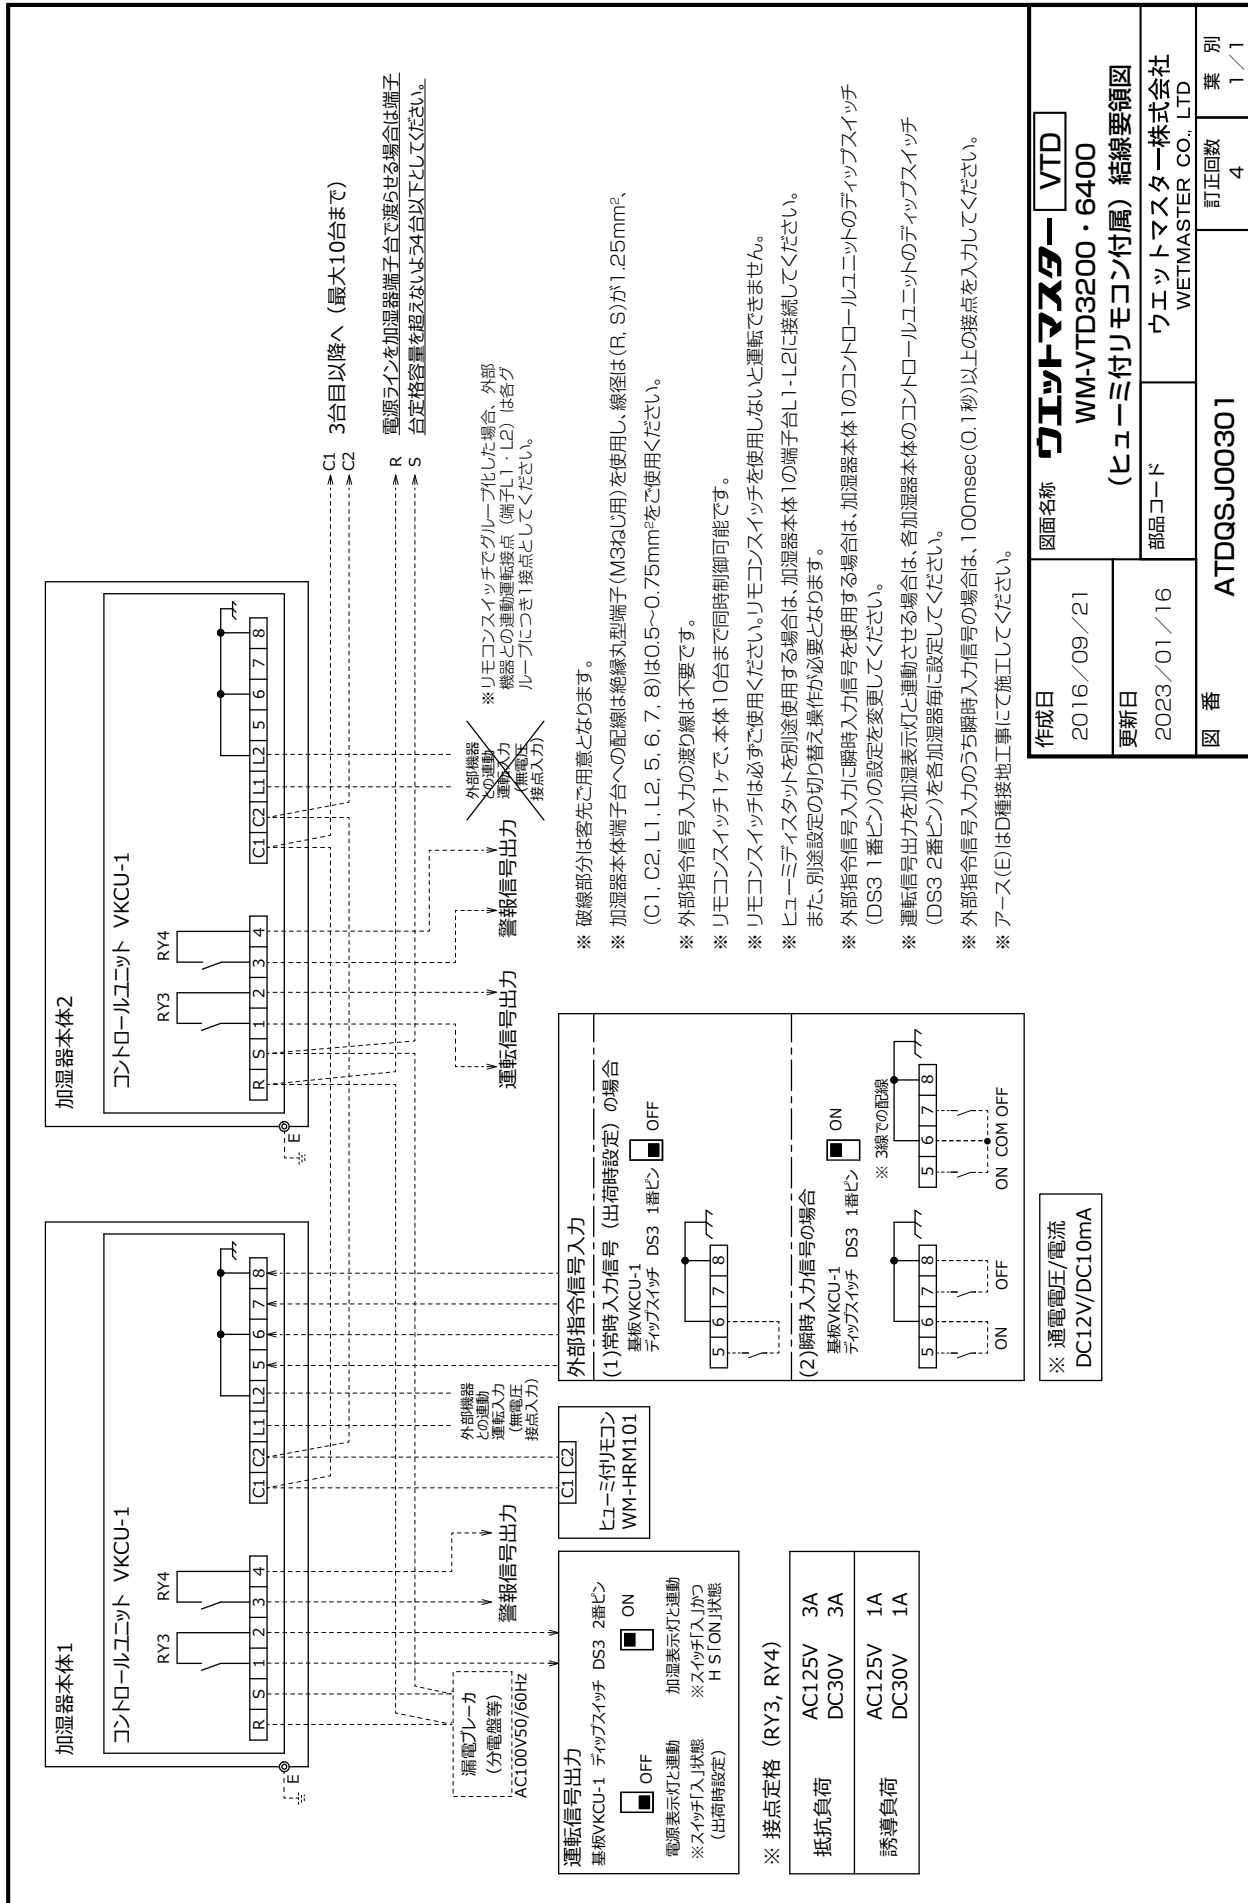 加湿器本体1
コントロールユニット VKCU-1
RY3
RY4
R S 1 2 3 4
C1 C2 L1 L2 5 6 7 8
E
漏電ブレーカ
(分電盤等)
AC100V50/60Hz
警報信号出力
外部機器
との連動
運転入力
(無電圧
接点入力)
加湿器本体2
コントロールユニット VKCU-1
RY3
RY4
R S 1 2 3 4
C1 C2 L1 L2 5 6 7 8
E
運転信号出力
警報信号出力
外部機器
との連動
運転入力
(無電圧
接点入力)
C1
C2
3台目以降へ(最大10台まで)
R
S
電源ラインを加湿器端子台で渡らせる場合は端子
台定格容量を超えないよう4台以下としてください。
※リモコンスイッチでグループ化した場合、外部
機器との連動運転接点(端子L1・L2)は各グ
ループにつき1接点としてください。
運転信号出力
基板VKCU-1 ディップスイッチ DS3 2番ピン
OFF
ON
電源表示灯と連動
※スイッチ「入」状態
(出荷時設定)
加湿表示灯と連動
※スイッチ「入」かつ
HS「ON」状態
C1 C2
ヒューミ付リモコン
WM-HRM101
※ 接点定格(RY3, RY4)
抵抗負荷 AC125V 3A
DC30V 3A
誘導負荷 AC125V 1A
DC30V 1A
外部指令信号入力
(1)常時入力信号(出荷時設定)の場合
基板VKCU-1
ディップスイッチ DS3 1番ピン
OFF
5 6 7 8
(2)瞬時入力信号の場合
基板VKCU-1
ディップスイッチ DS3 1番ピン
ON
5 6 7 8
ON OFF
※ 3線での配線
5 6 7 8
ON COM OFF
※ 通電電圧/電流
DC12V/DC10mA
※ 破線部分は客先ご用意となります。
※ 加湿器本体端子台への配線は絶縁丸型端子(M3ねじ用)を使用し、線径は(R, S)が1.25mm²、
(C1, C2, L1, L2, 5, 6, 7, 8)は0.5~0.75mm²をご使用ください。
※ 外部指令信号入力の渡り線は不要です。
※ リモコンスイッチ1ヶで、本体10台まで同時制御可能です。
※ リモコンスイッチは必ずご使用ください。リモコンスイッチを使用しないと運転できません。
※ ヒューミディスタットを別途使用する場合は、加湿器本体1の端子台L1-L2に接続してください。
また、別途設定の切り替え操作が必要となります。
※ 外部指令信号入力に瞬時入力信号を使用する場合は、加湿器本体1のコントロールユニットのディップスイッチ
(DS3 1番ピン)の設定を変更してください。
※ 運転信号出力を加湿表示灯と連動させる場合は、各加湿器本体のコントロールユニットのディップスイッチ
(DS3 2番ピン)を各加湿器毎に設定してください。
※ 外部指令信号入力のうち瞬時入力信号の場合は、100msec(0.1秒)以上の接点を入力してください。
※ アース(E)はD種接地工事にて施工してください。
作成日
2016/09/21
更新日
2023/01/16
図面名称
ウエットマスター VTD
WM-VTD3200・6400
(ヒューミ付リモコン付属)結線要領図
部品コード
ウエットマスター株式会社
WETMASTER CO., LTD
図 番
ATDQSJ00301
訂正回数
4
葉 別
1/1